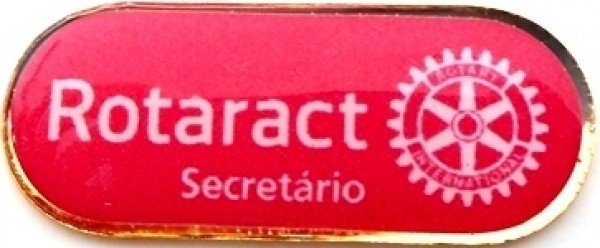 Rotaract
Secretário
ROTARY
INTERNATIONAL